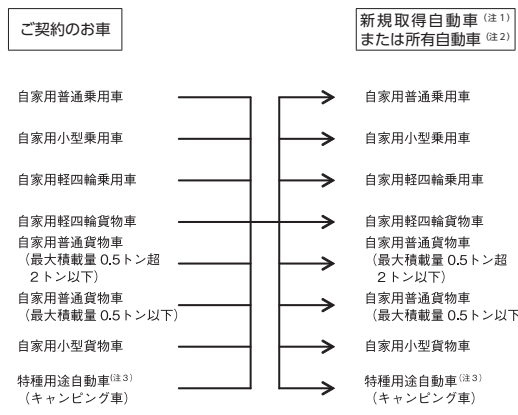 ご契約のお車
新規取得自動車(注1)
または所有自動車(注2)
自家用普通乗用車
自家用普通乗用車
自家用小型乗用車
自家用小型乗用車
自家用軽四輪乗用車
自家用軽四輪乗用車
自家用軽四輪貨物車
自家用軽四輪貨物車
自家用普通貨物車
(最大積載量 0.5トン超
2トン以下)
自家用普通貨物車
(最大積載量 0.5トン超
2トン以下)
自家用普通貨物車
(最大積載量 0.5トン以下)
自家用普通貨物車
(最大積載量 0.5トン以下
自家用小型貨物車
自家用小型貨物車
特種用途自動車(注3)
(キャンピング車)
特種用途自動車(注3)
(キャンピング車)